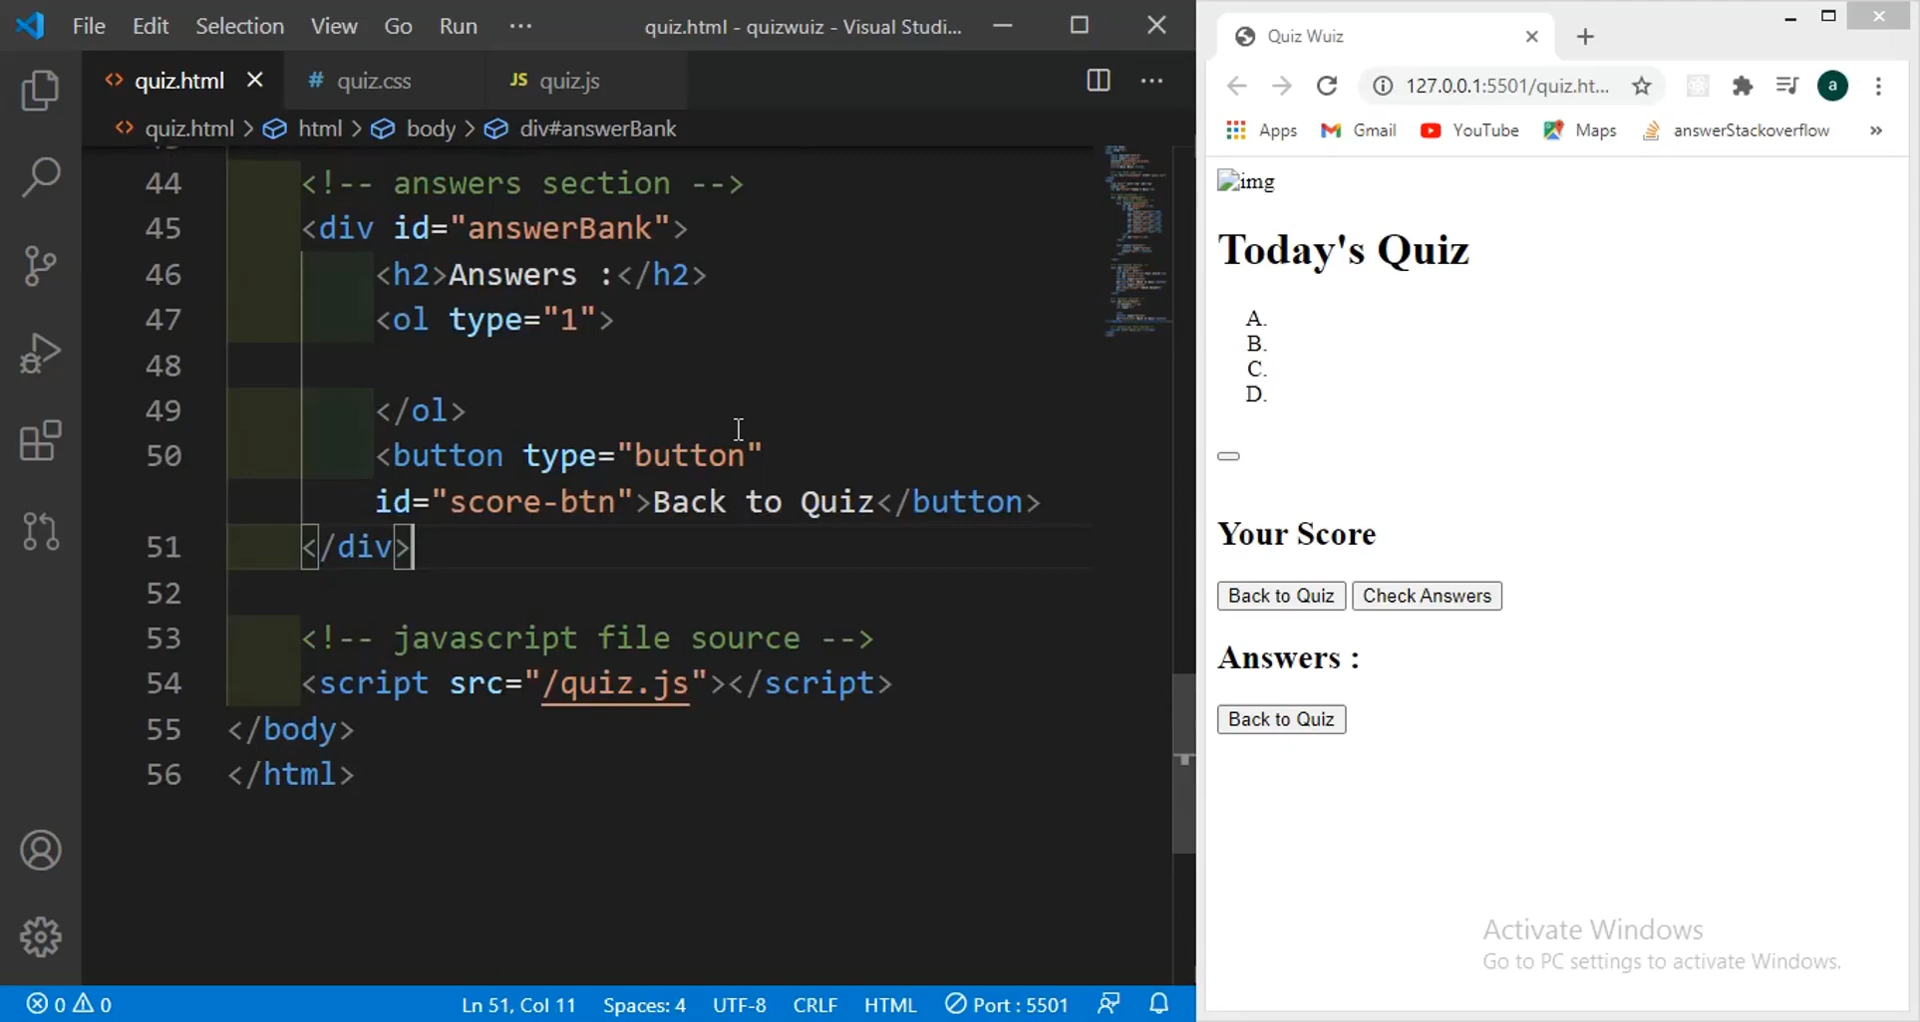 File Edit Selection View Go Run ··· quiz.html - quizwuiz - Visual Studi...
<> quiz.html × # quiz.css JS quiz.js ···
<> quiz.html > html > body > div#answerBank
44 <!-- answers section -->
45 <div id="answerBank">
46 <h2>Answers :</h2>
47 <ol type="1">
48
49 </ol>
50 <button type="button"
id="score-btn">Back to Quiz</button>
51 </div>
52
53 <!-- javascript file source -->
54 <script src="/quiz.js"></script>
55 </body>
56 </html>
0 0 Ln 51, Col 11 Spaces: 4 UTF-8 CRLF HTML Port : 5501
Quiz Wuiz
127.0.0.1:5501/quiz.ht... a
Apps Gmail YouTube Maps answerStackoverflow »
img
Today's Quiz
A.
B.
C.
D.
Your Score
Back to Quiz Check Answers
Answers :
Back to Quiz
Activate Windows
Go to PC settings to activate Windows.